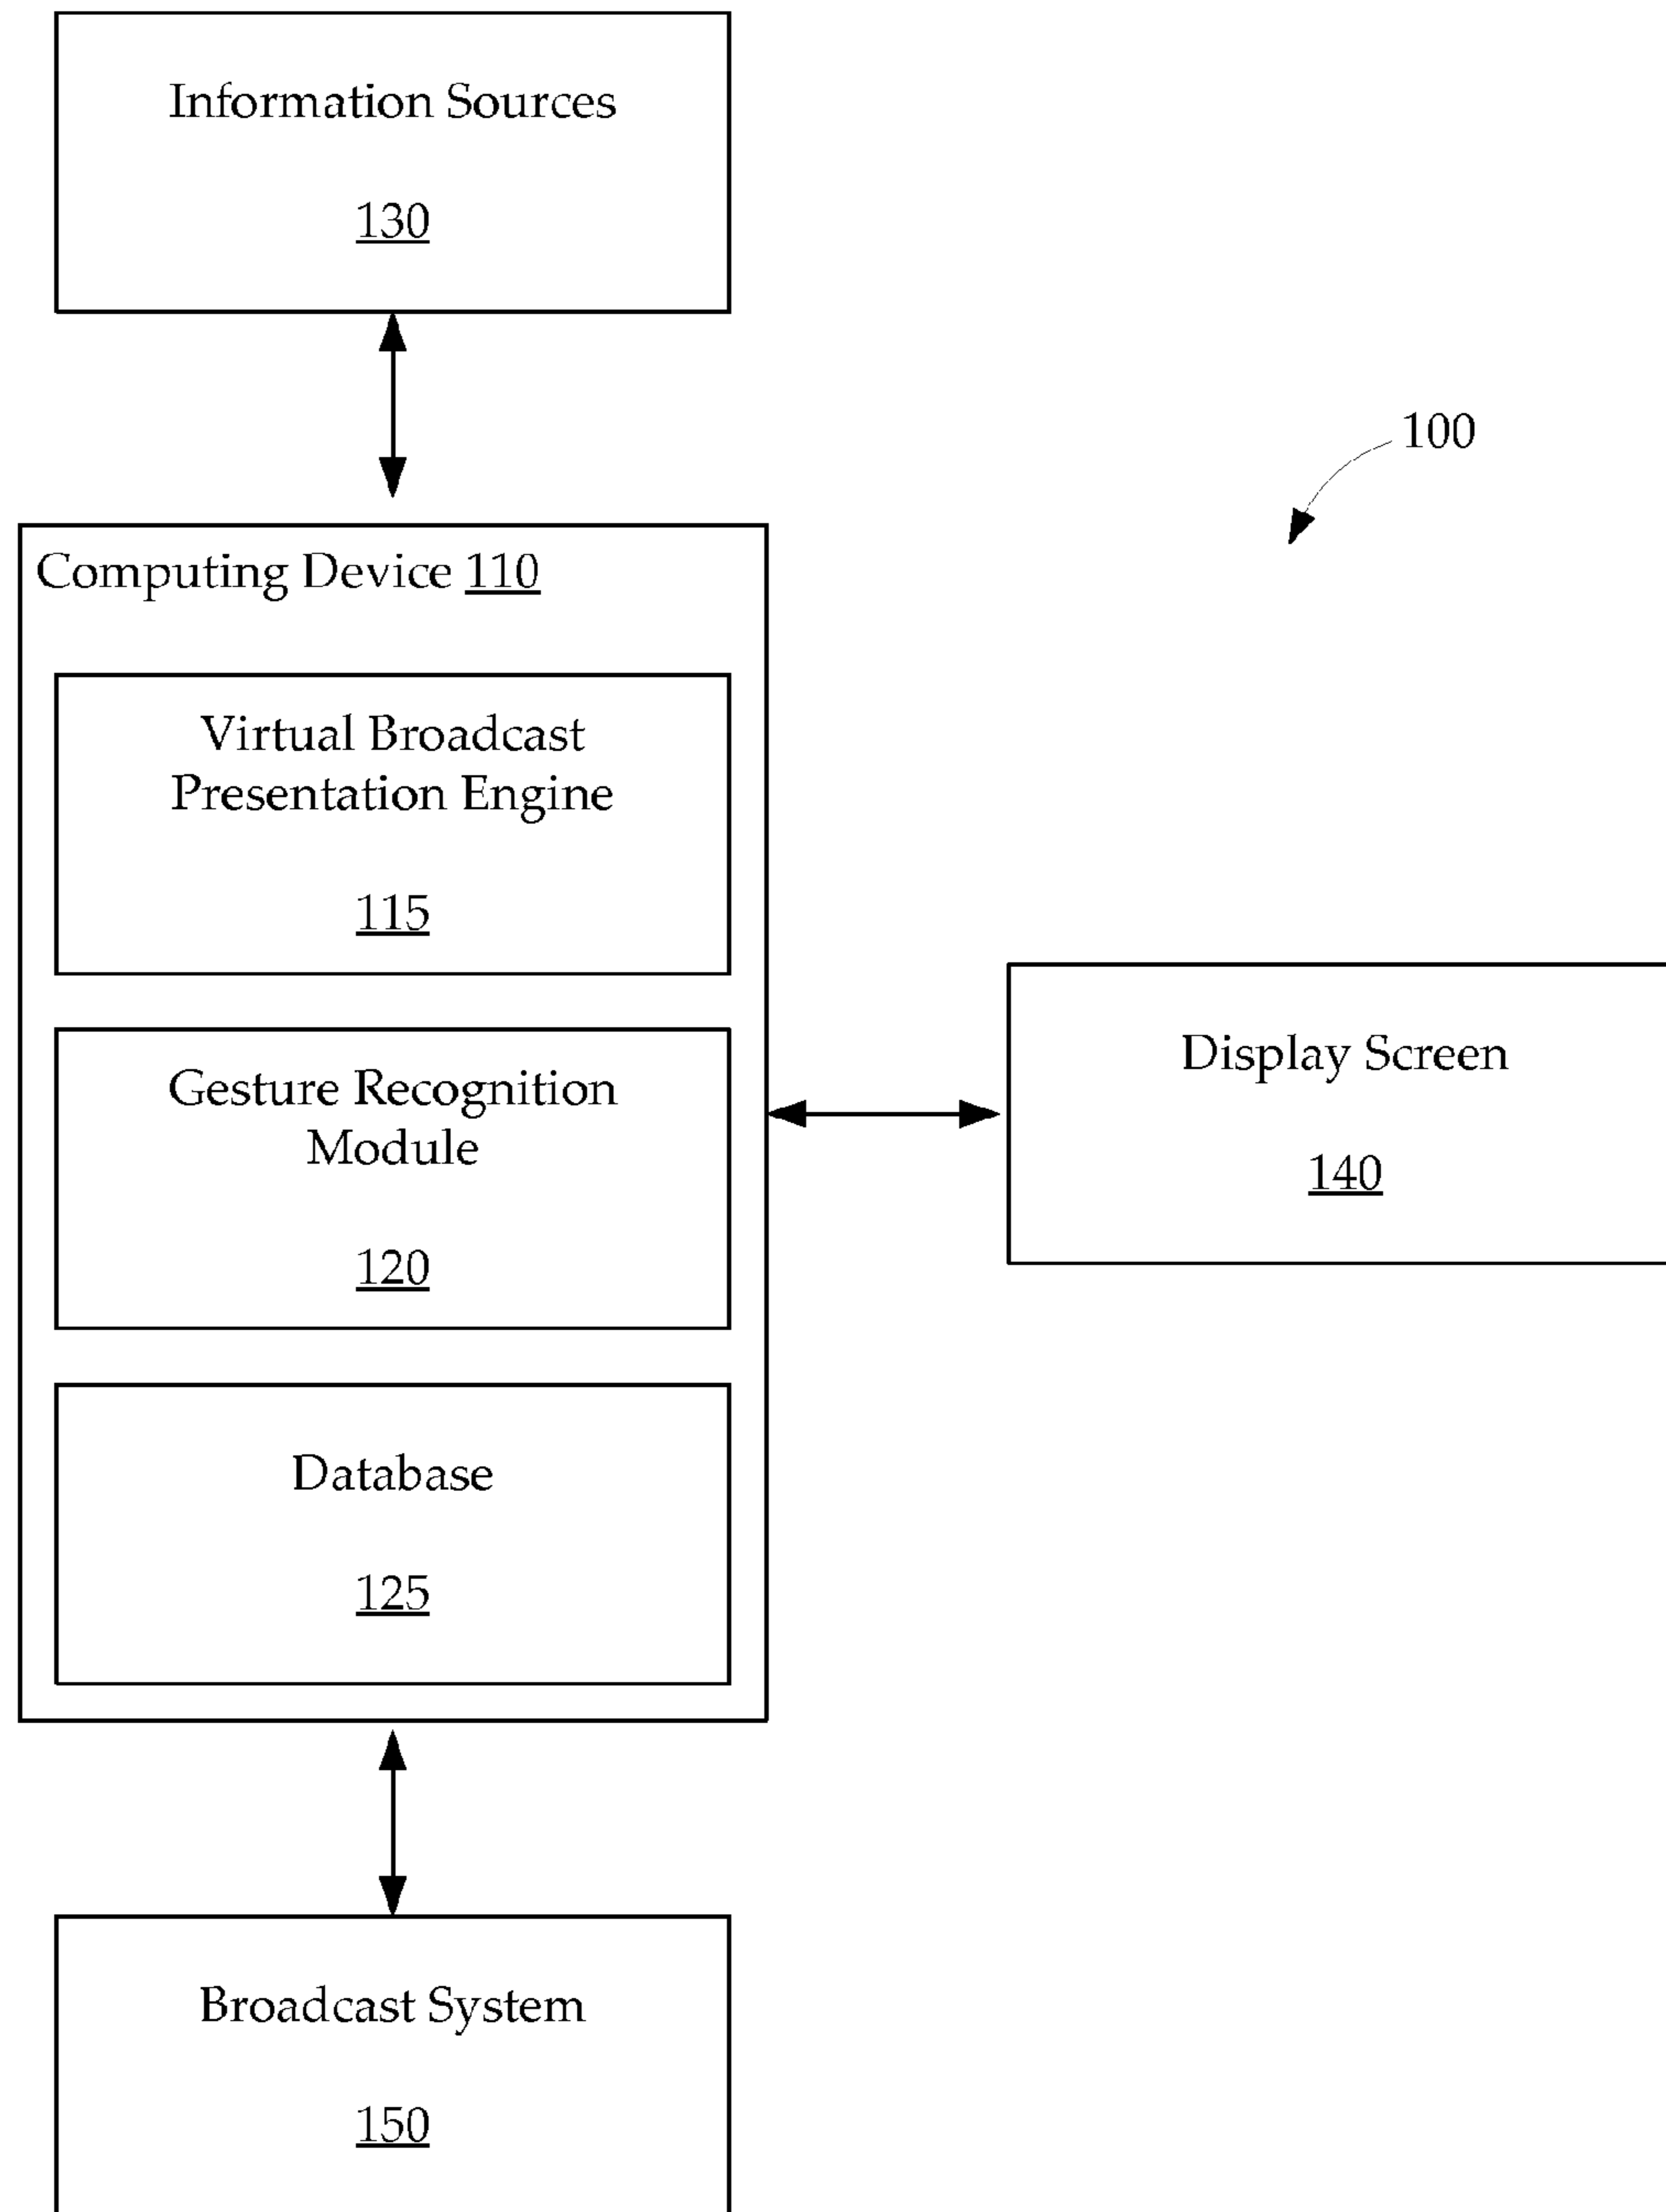 Information Sources
130
100
Computing Device 110
Virtual Broadcast
Presentation Engine
115
Gesture Recognition
Module
120
Display Screen
140
Database
125
Broadcast System
150